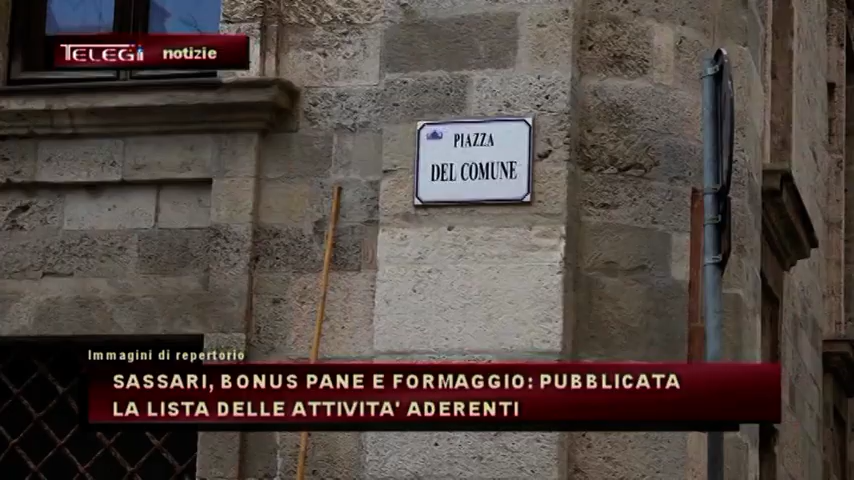 TELEGI notizie
PIAZZA
DEL COMUNE
Immagini di repertorio
SASSARI, BONUS PANE E FORMAGGIO: PUBBLICATA
LA LISTA DELLE ATTIVITA' ADERENTI